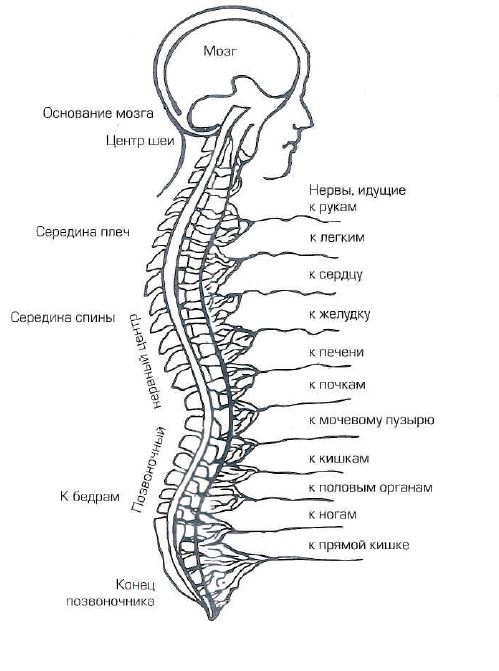 Мозг
Основание мозга
Центр шеи
Нервы, идущие
к рукам
Середина плеч
к легким
к сердцу
Середина спины
к желудку
нервный центр
к печени
к почкам
к мочевому пузырю
Позвоночный
к кишкам
К бедрам
к половым органам
к ногам
к прямой кишке
Конец
позвоночника